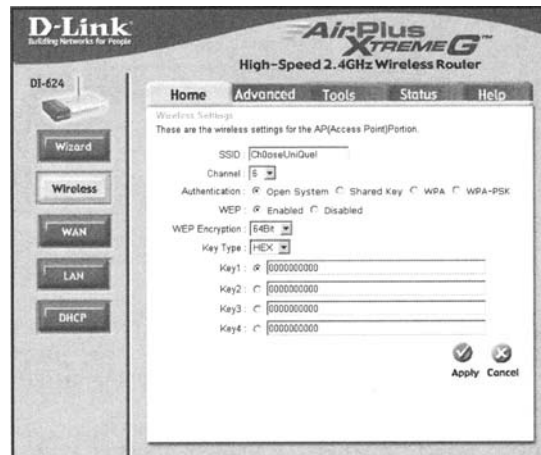 D-Link
Building Networks for People
AirPlus
XTREME G™
High-Speed 2.4GHz Wireless Router
DI-624
Home Advanced Tools Status Help
Wireless Settings
These are the wireless settings for the AP(Access Point)Portion.
SSID : Ch0oseUniQue!
Channel : 6
Authentication : Open System Shared Key WPA WPA-PSK
WEP : Enabled Disabled
WEP Encryption : 64Bit
Key Type : HEX
Key1 : 0000000000
Key2 : 0000000000
Key3 : 0000000000
Key4 : 0000000000
Wizard
Wireless
WAN
LAN
DHCP
Apply Cancel